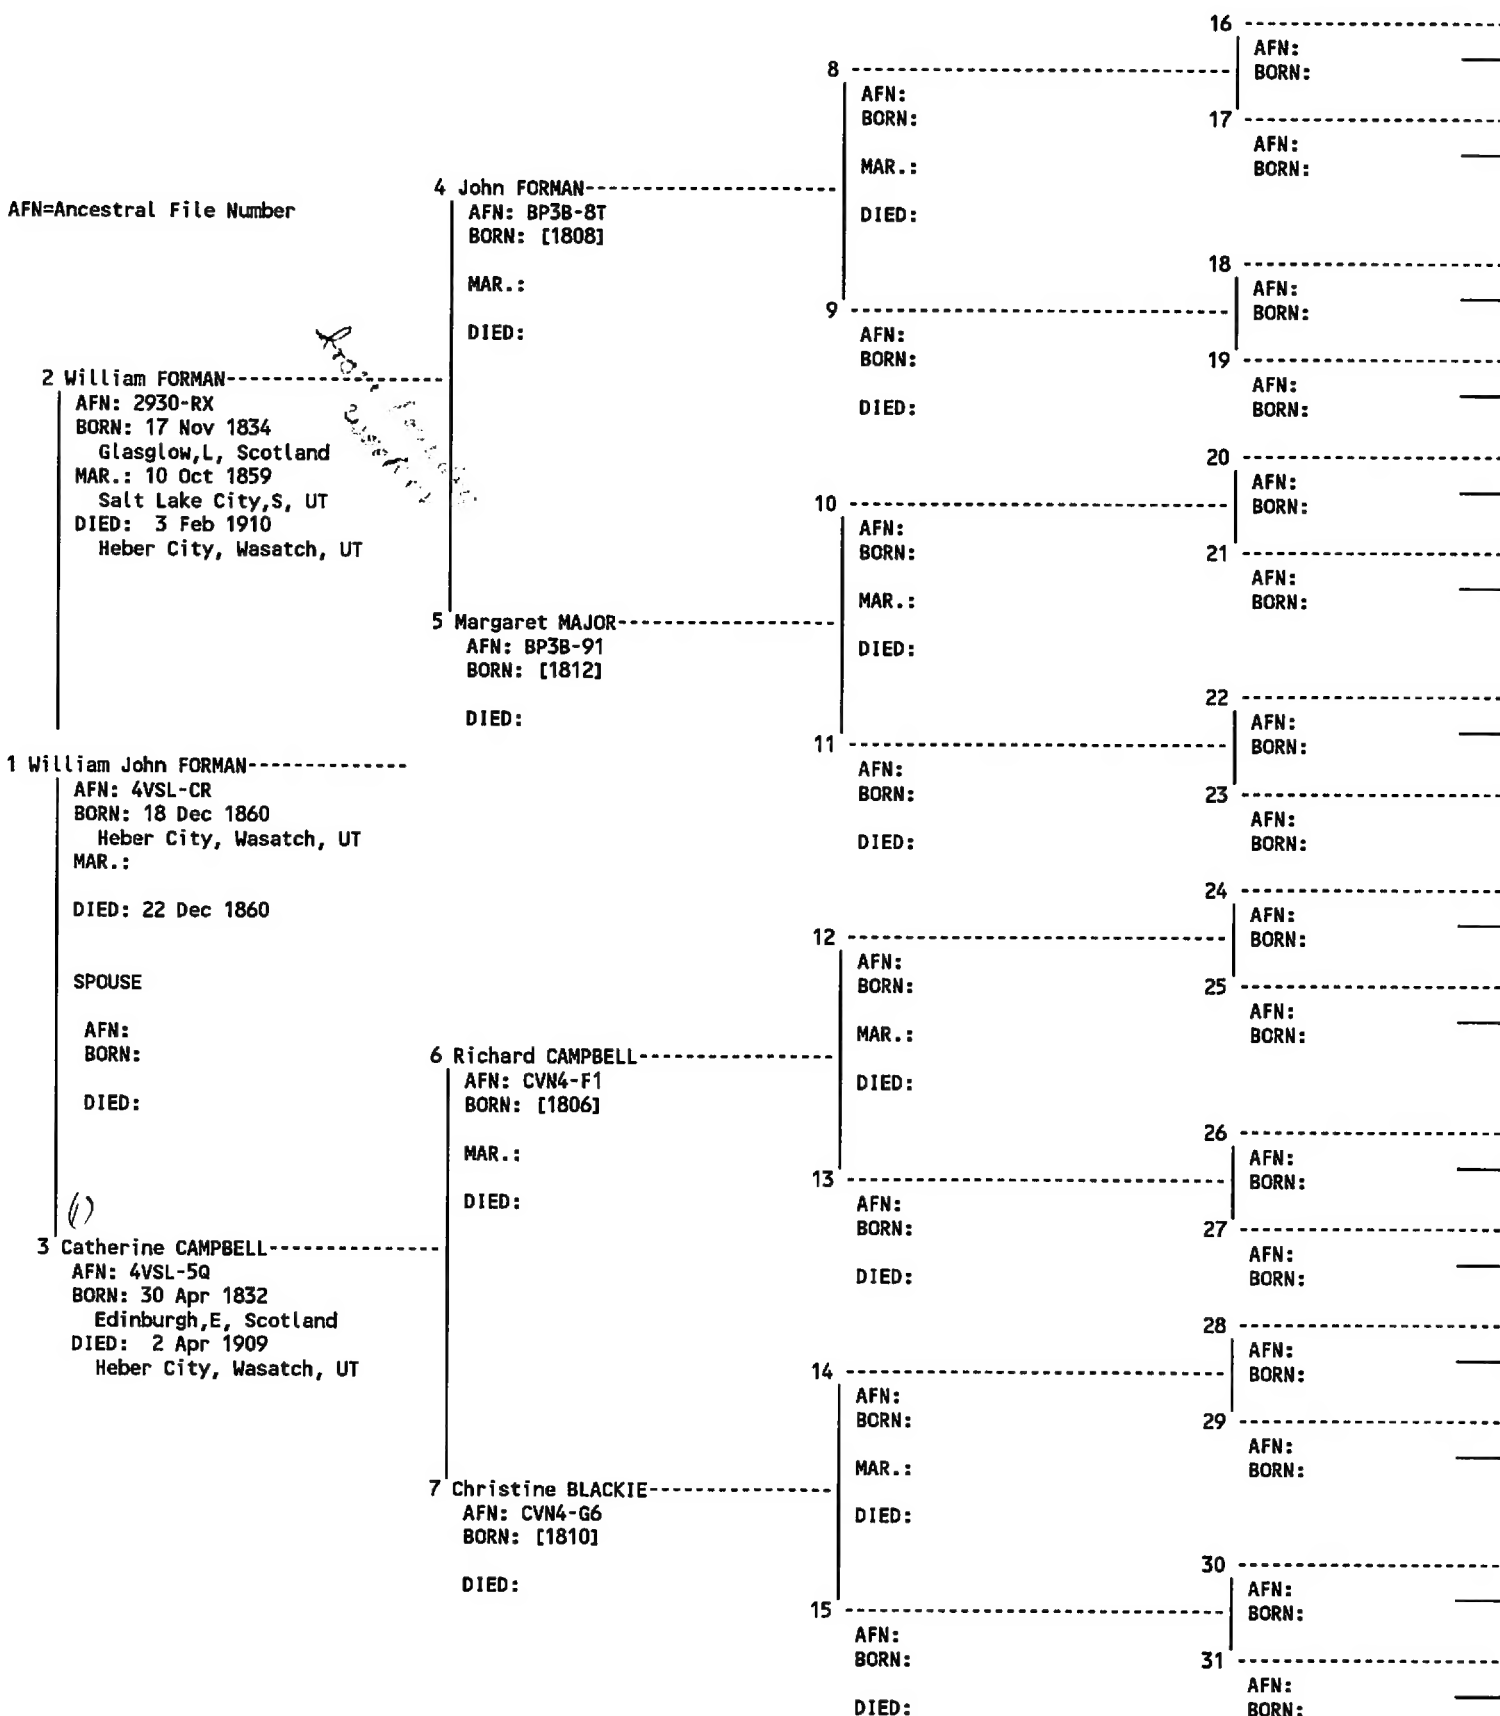 AFN=Ancestral File Number
1 William John FORMAN-------------
AFN: 4VSL-CR
BORN: 18 Dec 1860
Heber City, Wasatch, UT
MAR.:
DIED: 22 Dec 1860
SPOUSE
AFN:
BORN:
DIED:
2 William FORMAN------------------
AFN: 2930-RX
BORN: 17 Nov 1834
Glasglow,L, Scotland
MAR.: 10 Oct 1859
Salt Lake City,S, UT
DIED: 3 Feb 1910
Heber City, Wasatch, UT
(1)
3 Catherine CAMPBELL--------------
AFN: 4VSL-5Q
BORN: 30 Apr 1832
Edinburgh,E, Scotland
DIED: 2 Apr 1909
Heber City, Wasatch, UT
4 John FORMAN---------------------
AFN: BP3B-8T
BORN: [1808]
MAR.:
DIED:
5 Margaret MAJOR------------------
AFN: BP3B-91
BORN: [1812]
DIED:
6 Richard CAMPBELL----------------
AFN: CVN4-F1
BORN: [1806]
MAR.:
DIED:
7 Christine BLACKIE---------------
AFN: CVN4-G6
BORN: [1810]
DIED:
8 --------------------------------
AFN:
BORN:
MAR.:
DIED:
9 --------------------------------
AFN:
BORN:
DIED:
10 --------------------------------
AFN:
BORN:
MAR.:
DIED:
11 --------------------------------
AFN:
BORN:
DIED:
12 --------------------------------
AFN:
BORN:
MAR.:
DIED:
13 --------------------------------
AFN:
BORN:
DIED:
14 --------------------------------
AFN:
BORN:
MAR.:
DIED:
15 --------------------------------
AFN:
BORN:
DIED:
16 ----------------------
AFN:
BORN:
17 ----------------------
AFN:
BORN:
18 ----------------------
AFN:
BORN:
19 ----------------------
AFN:
BORN:
20 ----------------------
AFN:
BORN:
21 ----------------------
AFN:
BORN:
22 ----------------------
AFN:
BORN:
23 ----------------------
AFN:
BORN:
24 ----------------------
AFN:
BORN:
25 ----------------------
AFN:
BORN:
26 ----------------------
AFN:
BORN:
27 ----------------------
AFN:
BORN:
28 ----------------------
AFN:
BORN:
29 ----------------------
AFN:
BORN:
30 ----------------------
AFN:
BORN:
31 ----------------------
AFN:
BORN: